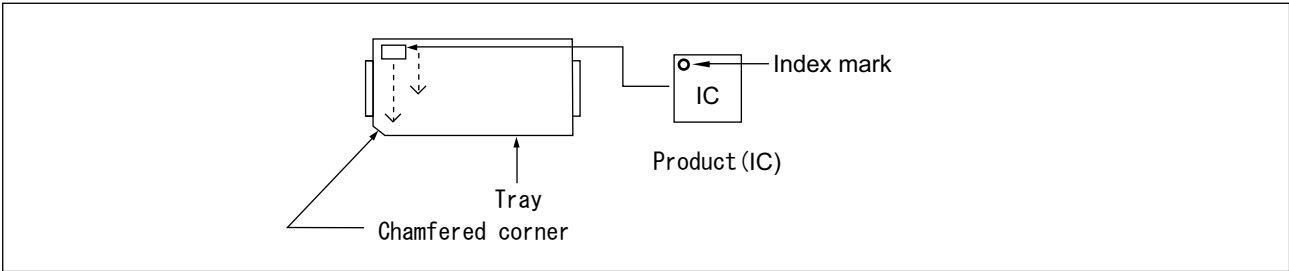 Index mark
IC
Product(IC)
Tray
Chamfered corner